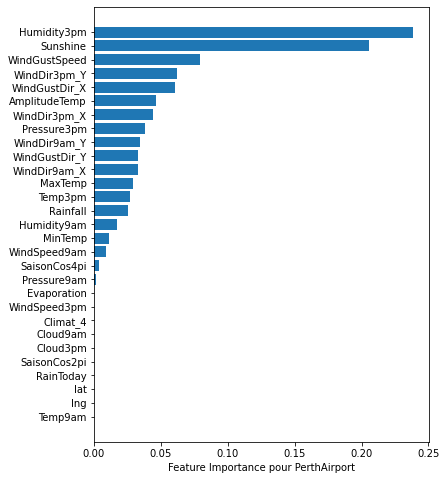 Humidity3pm
Sunshine
WindGustSpeed
WindDir3pm_Y
WindGustDir_X
AmplitudeTemp
WindDir3pm_X
Pressure3pm
WindDir9am_Y
WindGustDir_Y
WindDir9am_X
MaxTemp
Temp3pm
Rainfall
Humidity9am
MinTemp
WindSpeed9am
SaisonCos4pi
Pressure9am
Evaporation
WindSpeed3pm
Climat_4
Cloud9am
Cloud3pm
SaisonCos2pi
RainToday
lat
lng
Temp9am
0.00 0.05 0.10 0.15 0.20 0.25
Feature Importance pour PerthAirport